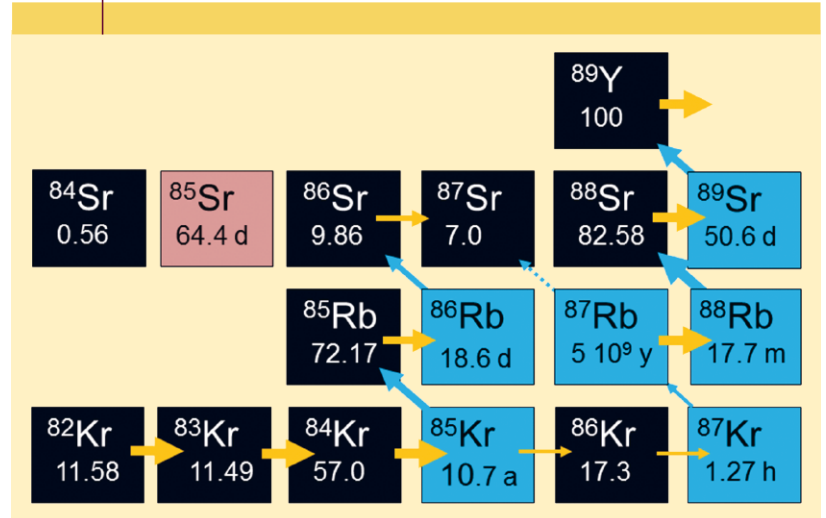 ⁸⁹Y
100
⁸⁴Sr
0.56
⁸⁵Sr
64.4 d
⁸⁶Sr
9.86
⁸⁷Sr
7.0
⁸⁸Sr
82.58
⁸⁹Sr
50.6 d
⁸⁵Rb
72.17
⁸⁶Rb
18.6 d
⁸⁷Rb
5 10⁹ y
⁸⁸Rb
17.7 m
⁸²Kr
11.58
⁸³Kr
11.49
⁸⁴Kr
57.0
⁸⁵Kr
10.7 a
⁸⁶Kr
17.3
⁸⁷Kr
1.27 h